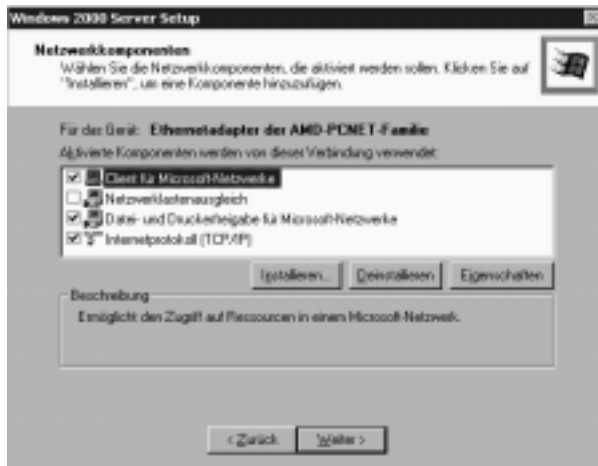 Windows 2000 Server Setup
Netzwerkkomponenten
Wählen Sie die Netzwerkkomponenten, die aktiviert werden sollen. Klicken Sie auf
"Installieren", um eine Komponente hinzuzufügen.
Für das Gerät: Ethernetadapter der AMD-PCNET-Familie
Aktivierte Komponenten werden von dieser Verbindung verwendet:
Client für Microsoft-Netzwerke
Netzwerklastenausgleich
Datei- und Druckerfreigabe für Microsoft-Netzwerke
Internetprotokoll (TCP/IP)
Installieren... Deinstallieren Eigenschaften
Beschreibung
Ermöglicht den Zugriff auf Ressourcen in einem Microsoft-Netzwerk.
< Zurück Weiter >